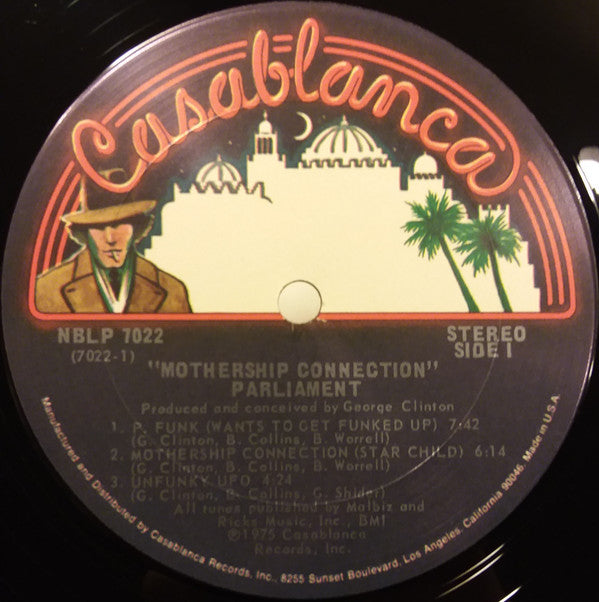 Casablanca
NBLP 7022
(7022-1)
STEREO
SIDE I
"MOTHERSHIP CONNECTION"
PARLIAMENT
Produced and conceived by George Clinton
1. P. FUNK (WANTS TO GET FUNKED UP) 7:42
(G. Clinton, B. Collins, B. Worrell)
2. MOTHERSHIP CONNECTION (STAR CHILD) 6:14
(G. Clinton, B. Collins, B. Worrell)
3. UNFUNKY UFO 4:24
(G. Clinton, B. Collins, G. Shider)
All tunes published by Malbiz and
Ricks Music, Inc., BMI
Ⓟ1975 Casablanca
Records, Inc.
Manufactured and Distributed by Casablanca Records, Inc., 8255 Sunset Boulevard, Los Angeles, California 90046, Made in U.S.A.